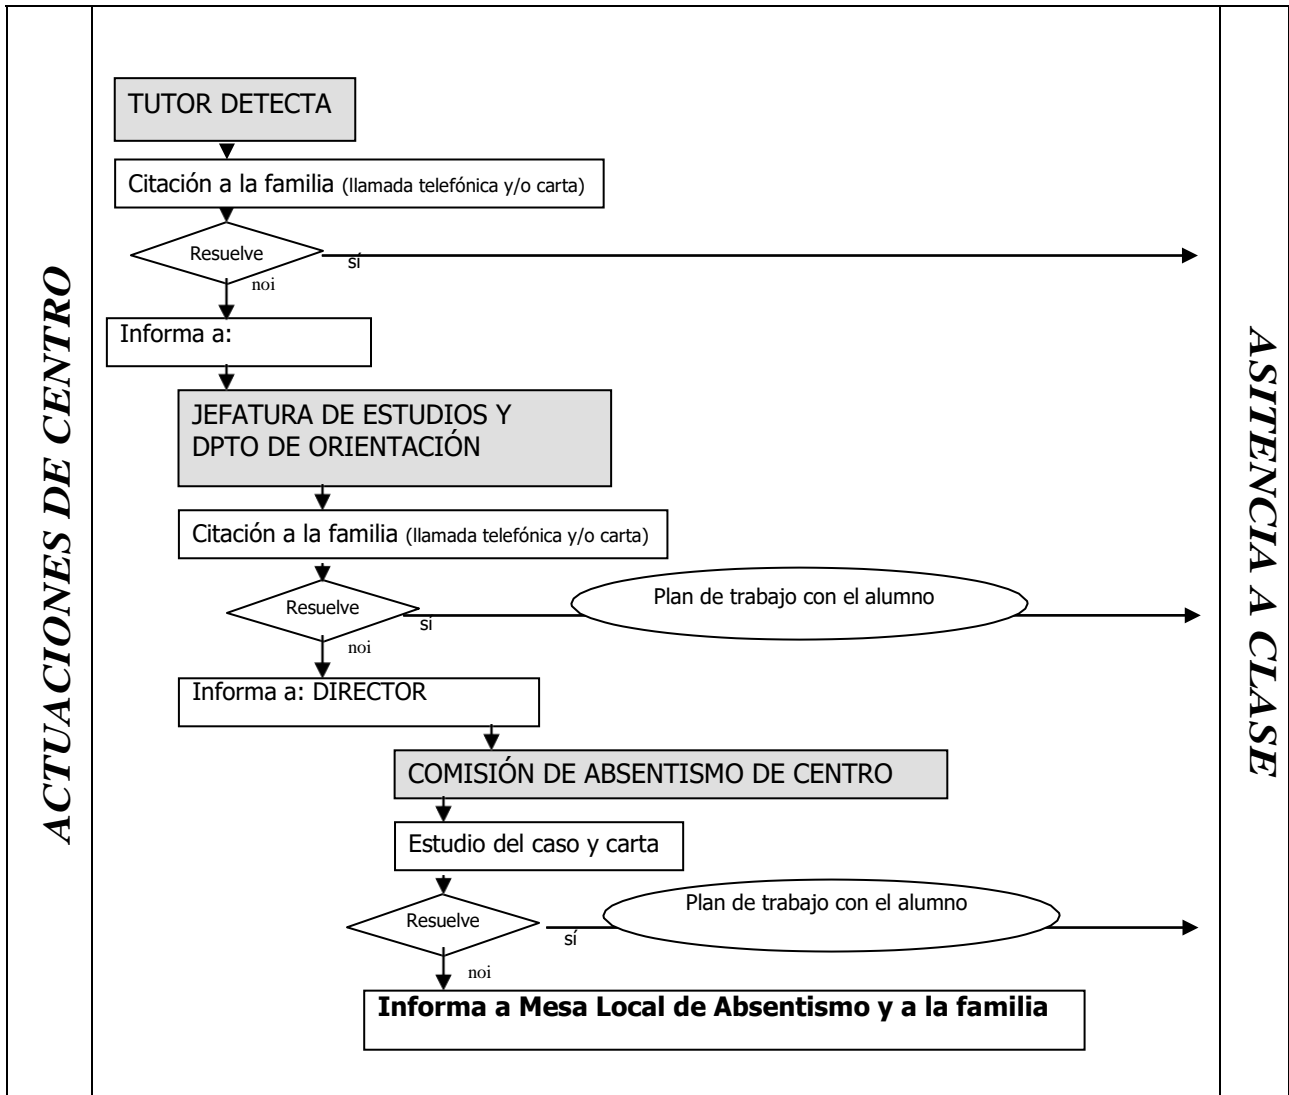 ACTUACIONES DE CENTRO
TUTOR DETECTA
Citación a la familia (llamada telefónica y/o carta)
Resuelve
sí
noi
Informa a:
JEFATURA DE ESTUDIOS Y
DPTO DE ORIENTACIÓN
Citación a la familia (llamada telefónica y/o carta)
Resuelve
sí
Plan de trabajo con el alumno
noi
Informa a: DIRECTOR
COMISIÓN DE ABSENTISMO DE CENTRO
Estudio del caso y carta
Resuelve
sí
Plan de trabajo con el alumno
noi
Informa a Mesa Local de Absentismo y a la familia
ASITENCIA A CLASE